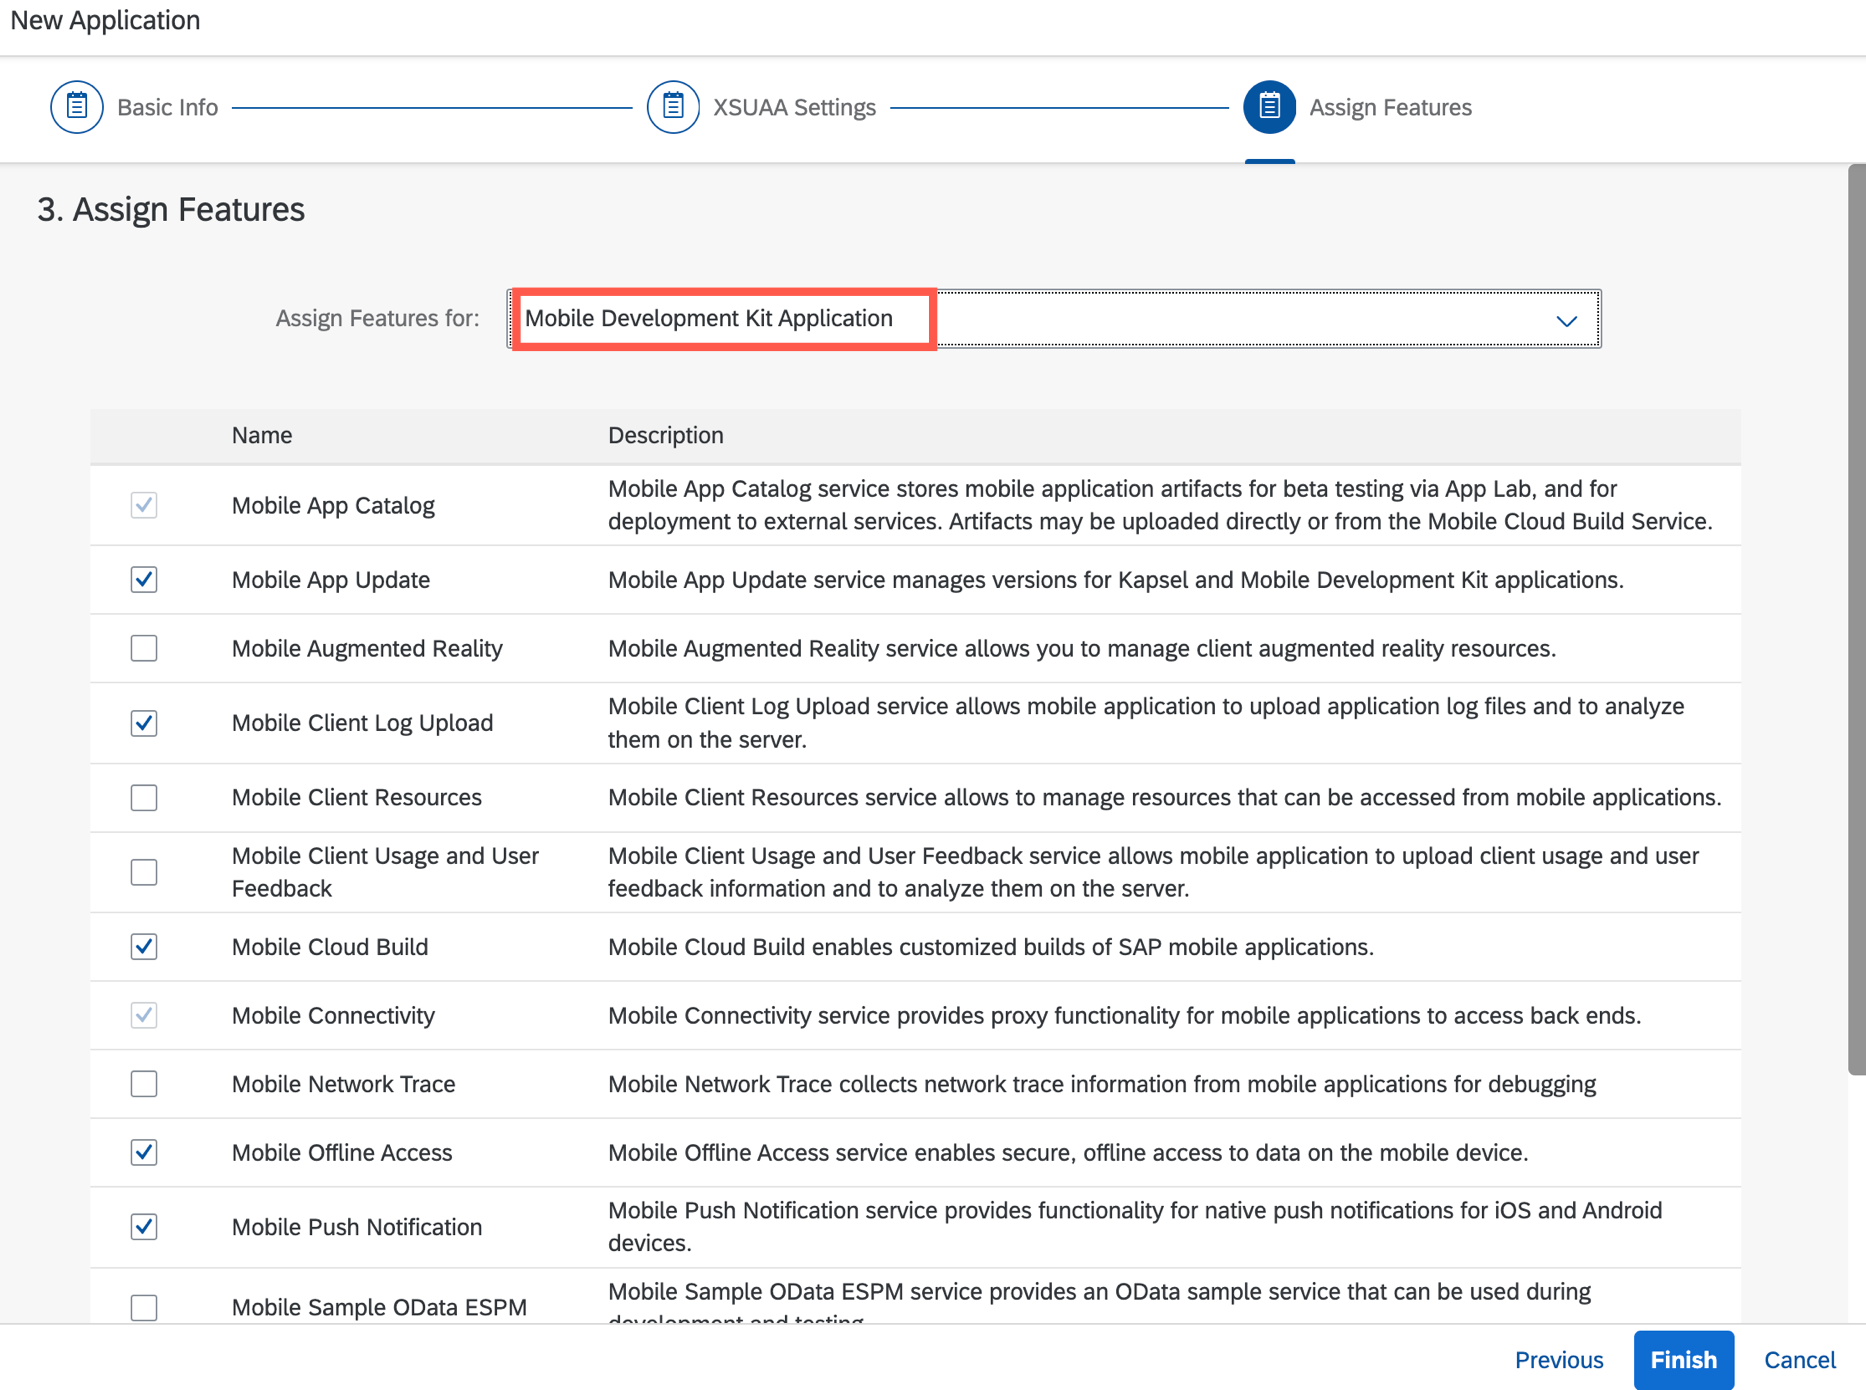 New Application
Basic Info
XSUAA Settings
Assign Features
3. Assign Features
Assign Features for:
Mobile Development Kit Application
Name
Description
Mobile App Catalog
Mobile App Catalog service stores mobile application artifacts for beta testing via App Lab, and for
deployment to external services. Artifacts may be uploaded directly or from the Mobile Cloud Build Service.
Mobile App Update
Mobile App Update service manages versions for Kapsel and Mobile Development Kit applications.
Mobile Augmented Reality
Mobile Augmented Reality service allows you to manage client augmented reality resources.
Mobile Client Log Upload
Mobile Client Log Upload service allows mobile application to upload application log files and to analyze
them on the server.
Mobile Client Resources
Mobile Client Resources service allows to manage resources that can be accessed from mobile applications.
Mobile Client Usage and User
Feedback
Mobile Client Usage and User Feedback service allows mobile application to upload client usage and user
feedback information and to analyze them on the server.
Mobile Cloud Build
Mobile Cloud Build enables customized builds of SAP mobile applications.
Mobile Connectivity
Mobile Connectivity service provides proxy functionality for mobile applications to access back ends.
Mobile Network Trace
Mobile Network Trace collects network trace information from mobile applications for debugging
Mobile Offline Access
Mobile Offline Access service enables secure, offline access to data on the mobile device.
Mobile Push Notification
Mobile Push Notification service provides functionality for native push notifications for iOS and Android
devices.
Mobile Sample OData ESPM
Mobile Sample OData ESPM service provides an OData sample service that can be used during
development and testing.
Previous
Finish
Cancel